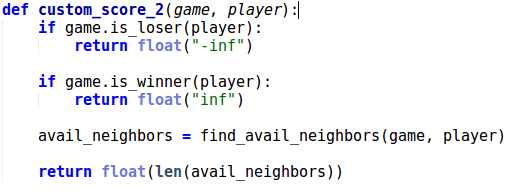 def custom_score_2(game, player):
    if game.is_loser(player):
        return float("-inf")

    if game.is_winner(player):
        return float("inf")

    avail_neighbors = find_avail_neighbors(game, player)

    return float(len(avail_neighbors))